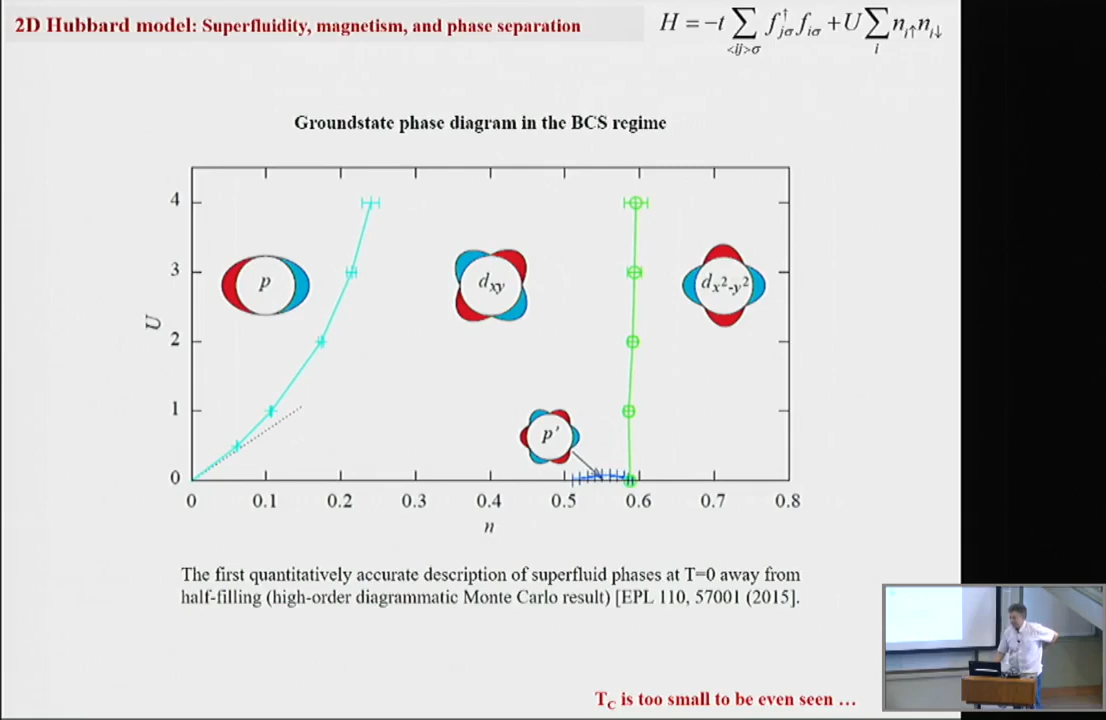 2D Hubbard model: Superfluidity, magnetism, and phase separation
H = −t ∑ f†jσ fiσ + U ∑ ni↑ ni↓
<ij>σ i
Groundstate phase diagram in the BCS regime
4
3
2
1
0
U
p
dxy
dx²-y²
p'
0 0.1 0.2 0.3 0.4 0.5 0.6 0.7 0.8
n
The first quantitatively accurate description of superfluid phases at T=0 away from
half-filling (high-order diagrammatic Monte Carlo result) [EPL 110, 57001 (2015].
TC is too small to be even seen …